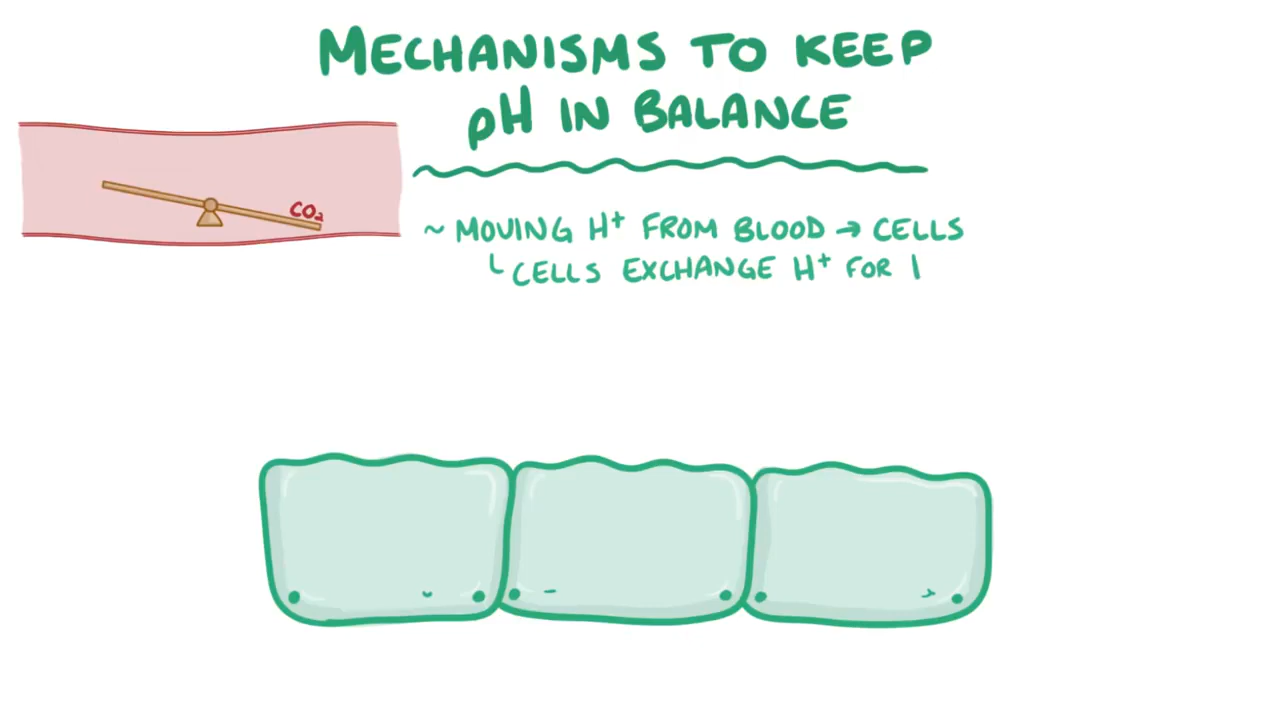 MECHANISMS TO KEEP
pH IN BALANCE
CO₂
~ MOVING H⁺ FROM BLOOD → CELLS
CELLS EXCHANGE H⁺ FOR